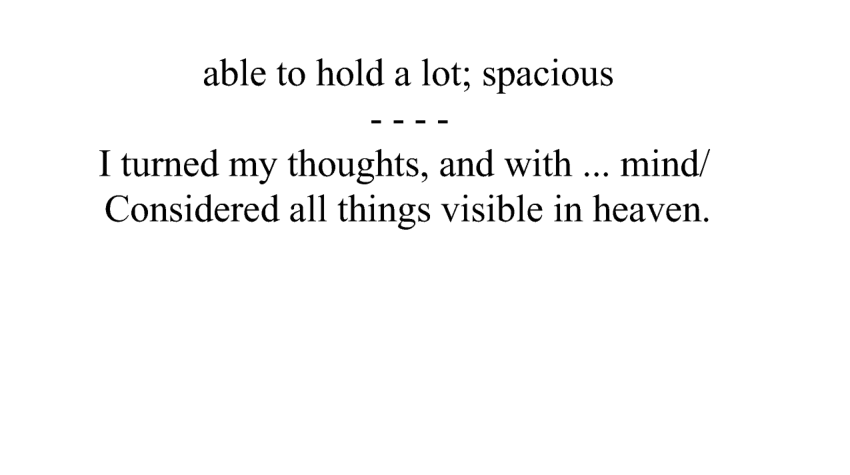 able to hold a lot; spacious
- - - -
I turned my thoughts, and with ... mind/
Considered all things visible in heaven.